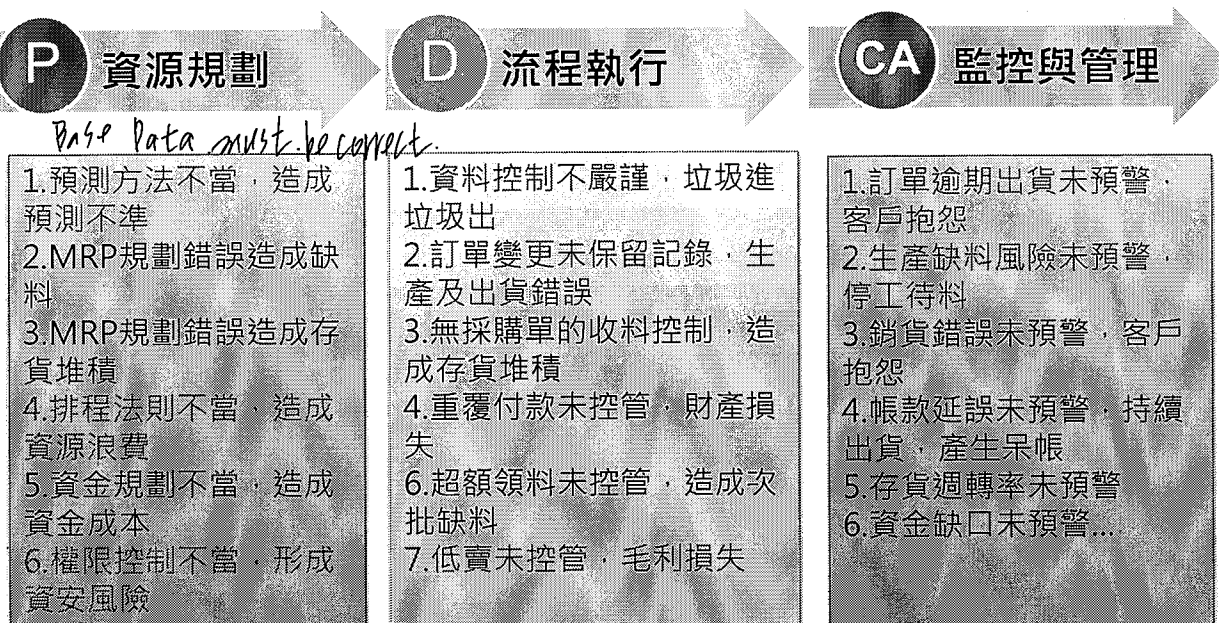 P 資源規劃
D 流程執行
CA 監控與管理
Base Data must be correct.
1.預測方法不當，造成
預測不準
2.MRP規劃錯誤造成缺
料
3.MRP規劃錯誤造成存
貨堆積
4.排程法則不當，造成
資源浪費
5.資金規劃不當，造成
資金成本
6.權限控制不當，形成
資安風險
1.資料控制不嚴謹，垃圾進
垃圾出
2.訂單變更未保留記錄，生
產及出貨錯誤
3.無採購單的收料控制，造
成存貨堆積
4.重覆付款未控管，財產損
失
6.超額領料未控管，造成次
批缺料
7.低賣未控管，毛利損失
1.訂單逾期出貨未預警，
客戶抱怨
2.生產缺料風險未預警，
停工待料
3.銷貨錯誤未預警，客戶
抱怨
4.帳款延誤未預警，持續
出貨，產生呆帳
5.存貨週轉率未預警
6.資金缺口未預警...